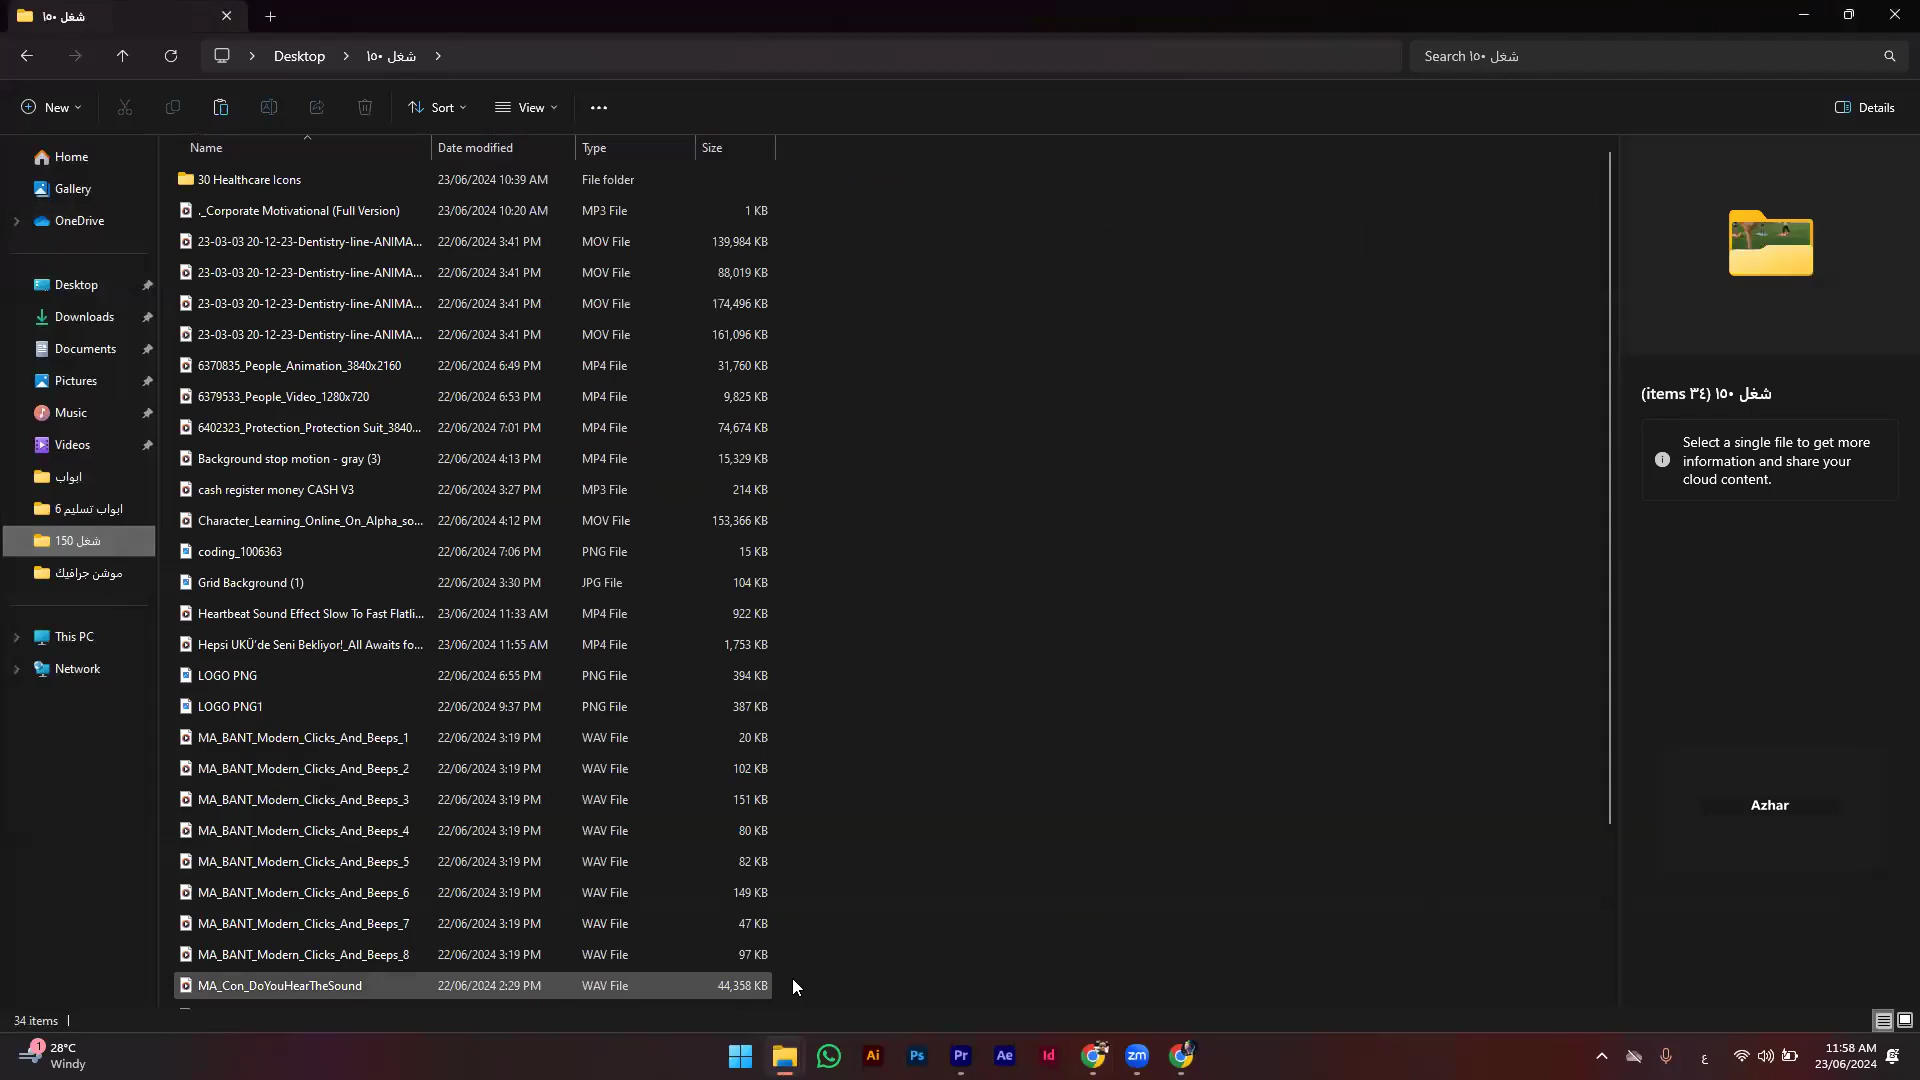 شغل ١٥٠
Desktop
شغل ١٥٠
Search شغل ١٥٠
New
Sort
View
Details
Name
Date modified
Type
Size
Home
Gallery
OneDrive
Desktop
Downloads
Documents
Pictures
Music
Videos
ابواب
ابواب تسليم 6
شغل 150
موشن جرافيك
This PC
Network
30 Healthcare Icons 23/06/2024 10:39 AM File folder
._Corporate Motivational (Full Version) 23/06/2024 10:20 AM MP3 File 1 KB
23-03-03 20-12-23-Dentistry-line-ANIMA... 22/06/2024 3:41 PM MOV File 139,984 KB
23-03-03 20-12-23-Dentistry-line-ANIMA... 22/06/2024 3:41 PM MOV File 88,019 KB
23-03-03 20-12-23-Dentistry-line-ANIMA... 22/06/2024 3:41 PM MOV File 174,496 KB
23-03-03 20-12-23-Dentistry-line-ANIMA... 22/06/2024 3:41 PM MOV File 161,096 KB
6370835_People_Animation_3840x2160 22/06/2024 6:49 PM MP4 File 31,760 KB
6379533_People_Video_1280x720 22/06/2024 6:53 PM MP4 File 9,825 KB
6402323_Protection_Protection Suit_3840... 22/06/2024 7:01 PM MP4 File 74,674 KB
Background stop motion - gray (3) 22/06/2024 4:13 PM MP4 File 15,329 KB
cash register money CASH V3 22/06/2024 3:27 PM MP3 File 214 KB
Character_Learning_Online_On_Alpha_so... 22/06/2024 4:12 PM MOV File 153,366 KB
coding_1006363 22/06/2024 7:06 PM PNG File 15 KB
Grid Background (1) 22/06/2024 3:30 PM JPG File 104 KB
Heartbeat Sound Effect Slow To Fast Flatli... 23/06/2024 11:33 AM MP4 File 922 KB
Hepsi UKÜ'de Seni Bekliyor!_All Awaits fo... 23/06/2024 11:55 AM MP4 File 1,753 KB
LOGO PNG 22/06/2024 6:55 PM PNG File 394 KB
LOGO PNG1 22/06/2024 9:37 PM PNG File 387 KB
MA_BANT_Modern_Clicks_And_Beeps_1 22/06/2024 3:19 PM WAV File 20 KB
MA_BANT_Modern_Clicks_And_Beeps_2 22/06/2024 3:19 PM WAV File 102 KB
MA_BANT_Modern_Clicks_And_Beeps_3 22/06/2024 3:19 PM WAV File 151 KB
MA_BANT_Modern_Clicks_And_Beeps_4 22/06/2024 3:19 PM WAV File 80 KB
MA_BANT_Modern_Clicks_And_Beeps_5 22/06/2024 3:19 PM WAV File 82 KB
MA_BANT_Modern_Clicks_And_Beeps_6 22/06/2024 3:19 PM WAV File 149 KB
MA_BANT_Modern_Clicks_And_Beeps_7 22/06/2024 3:19 PM WAV File 47 KB
MA_BANT_Modern_Clicks_And_Beeps_8 22/06/2024 3:19 PM WAV File 97 KB
MA_Con_DoYouHearTheSound 22/06/2024 2:29 PM WAV File 44,358 KB
شغل ١٥٠ (٣٤ items)
Select a single file to get more
information and share your
cloud content.
Azhar
34 items
1
28°C
Windy
Ai
Ps
Pr
Ae
Id
zm
ع
11:58 AM
23/06/2024